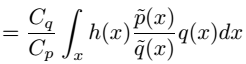 = \frac{C_q}{C_p} \int_x h(x) \frac{\tilde{p}(x)}{\tilde{q}(x)} q(x) dx